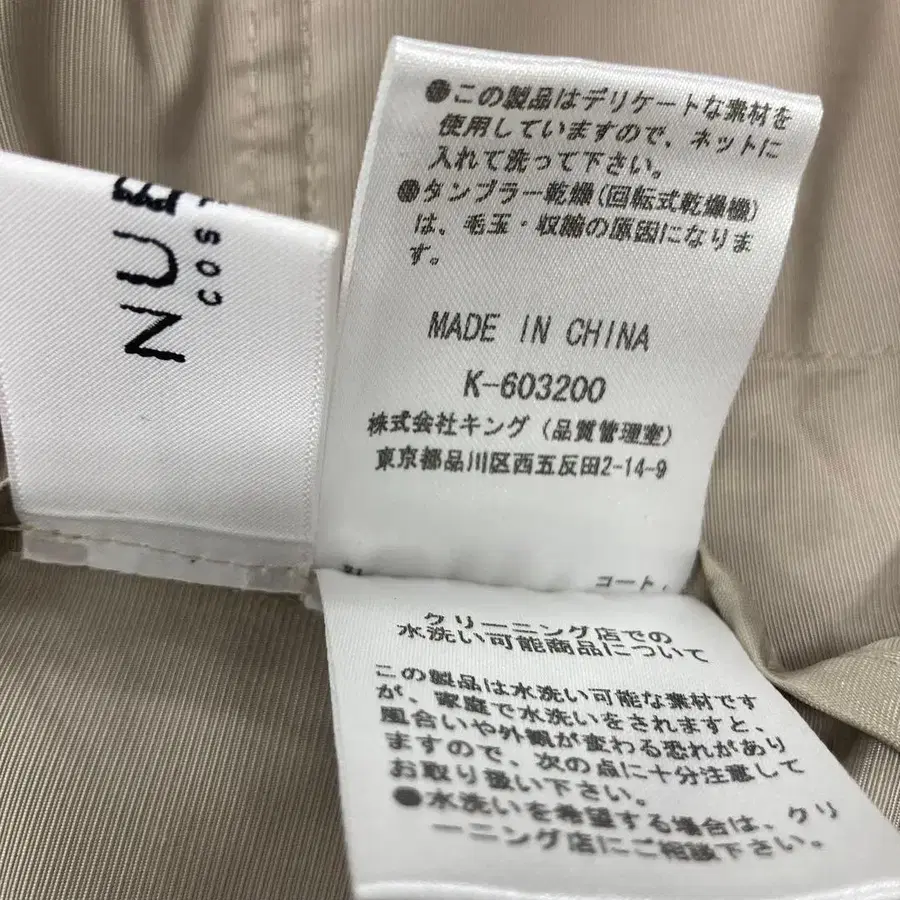 ●この製品はデリケートな素材を
使用していますので、ネットに
入れて洗って下さい。
●タンブラー乾燥(回転式乾燥機)
は、毛玉・収縮の原因になりま
す。
MADE IN CHINA
K-603200
株式会社キング(品質管理室)
東京都品川区西五反田2-14-9
NUE
COS
コート
クリーニング店での
水洗い可能商品について
この製品は水洗い可能な素材です
が、家庭で水洗いをされますと、
風合いや外観が変わる恐れがあり
ますので、次の点に十分注意して
お取り扱い下さい。
●水洗いを希望する場合は、クリ
ーニング店にご相談下さい。